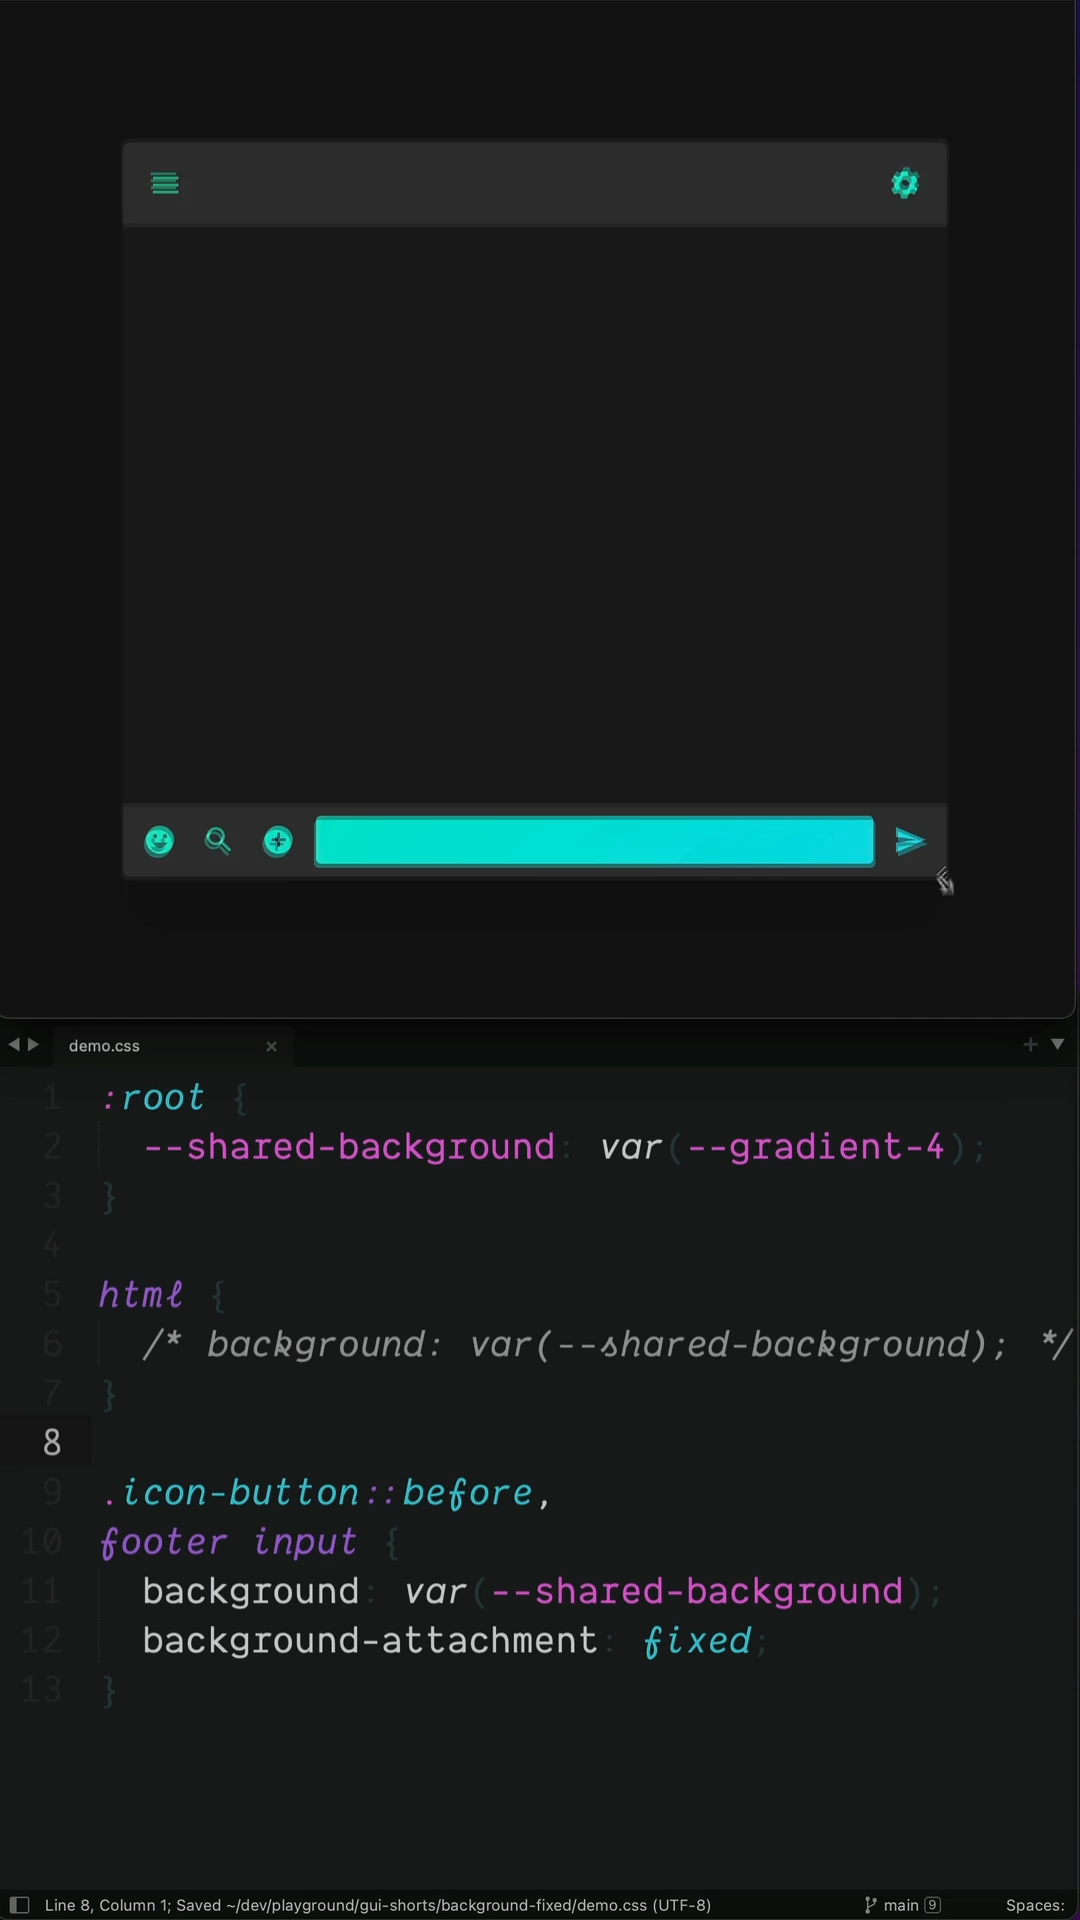 demo.css
1 :root {
2 --shared-background: var(--gradient-4);
3 }
4
5 html {
6 /* background: var(--shared-background); */
7 }
8
9 .icon-button::before,
10 footer input {
11 background: var(--shared-background);
12 background-attachment: fixed;
13 }
Line 8, Column 1; Saved ~/dev/playground/gui-shorts/background-fixed/demo.css (UTF-8) main 9 Spaces: